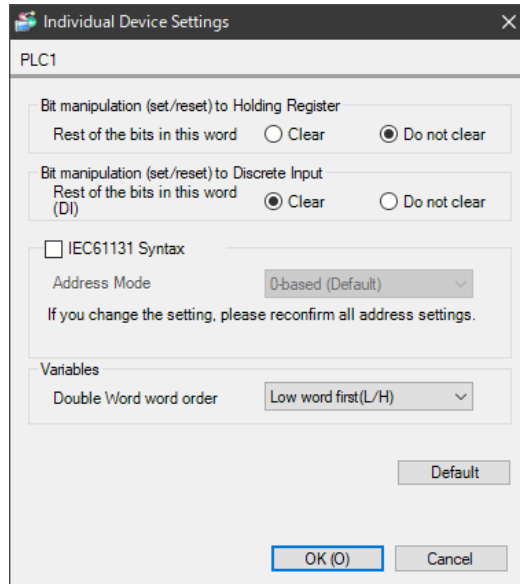 Individual Device Settings
PLC1
Bit manipulation (set/reset) to Holding Register
Rest of the bits in this word Clear Do not clear
Bit manipulation (set/reset) to Discrete Input
Rest of the bits in this word
(DI) Clear Do not clear
IEC61131 Syntax
Address Mode 0-based (Default)
If you change the setting, please reconfirm all address settings.
Variables
Double Word word order Low word first(L/H)
Default
OK (O) Cancel